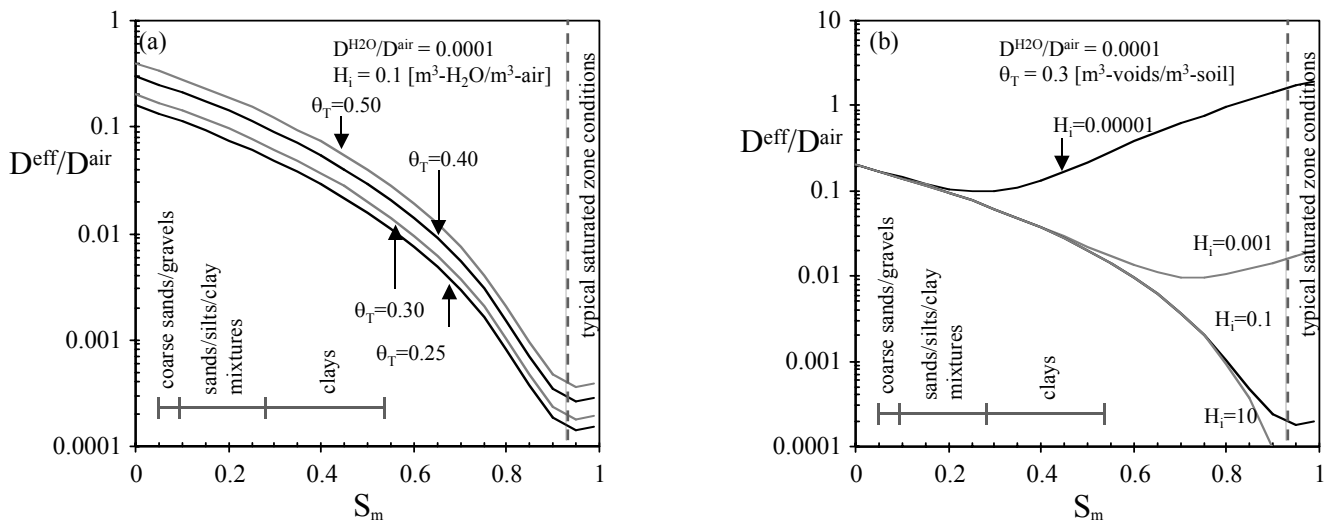 (a)
D^H2O/D^air = 0.0001
H_i = 0.1 [m³-H₂O/m³-air]
θ_T=0.50
θ_T=0.40
θ_T=0.30
θ_T=0.25
D^eff/D^air
1
0.1
0.01
0.001
0.0001
coarse sands/gravels
sands/silts/clay
mixtures
clays
typical saturated zone conditions
0
0.2
0.4
0.6
0.8
1
S_m
(b)
D^H2O/D^air = 0.0001
θ_T = 0.3 [m³-voids/m³-soil]
H_i=0.00001
H_i=0.001
H_i=0.1
H_i=10
D^eff/D^air
10
1
0.1
0.01
0.001
0.0001
coarse sands/gravels
sands/silts/clay
mixtures
clays
typical saturated zone conditions
0
0.2
0.4
0.6
0.8
1
S_m